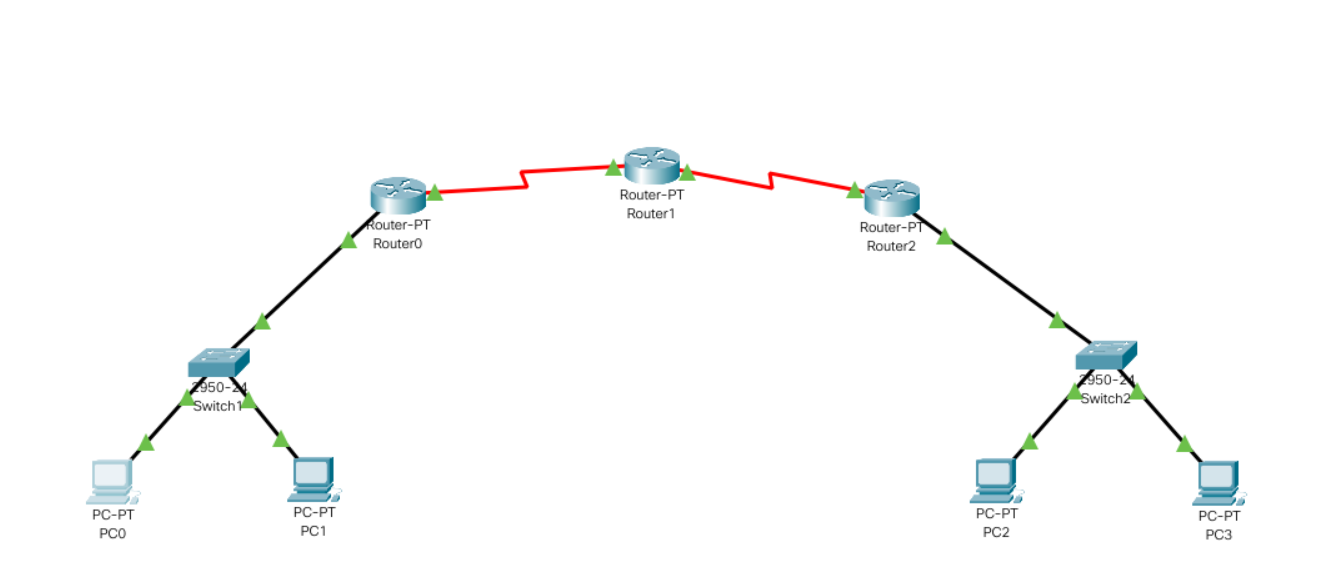 Router-PT
Router1
Router-PT
Router0
Router-PT
Router2
2950-24
Switch1
2950-24
Switch2
PC-PT
PC0
PC-PT
PC1
PC-PT
PC2
PC-PT
PC3